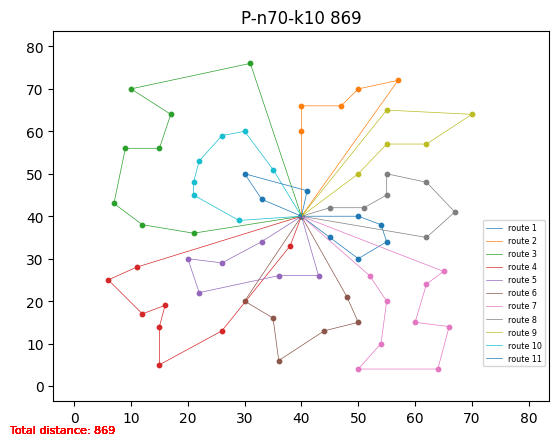 P-n70-k10 869
80
70
60
50
40
30
20
10
0
0 10 20 30 40 50 60 70 80
route 1
route 2
route 3
route 4
route 5
route 6
route 7
route 8
route 9
route 10
route 11
Total distance: 869